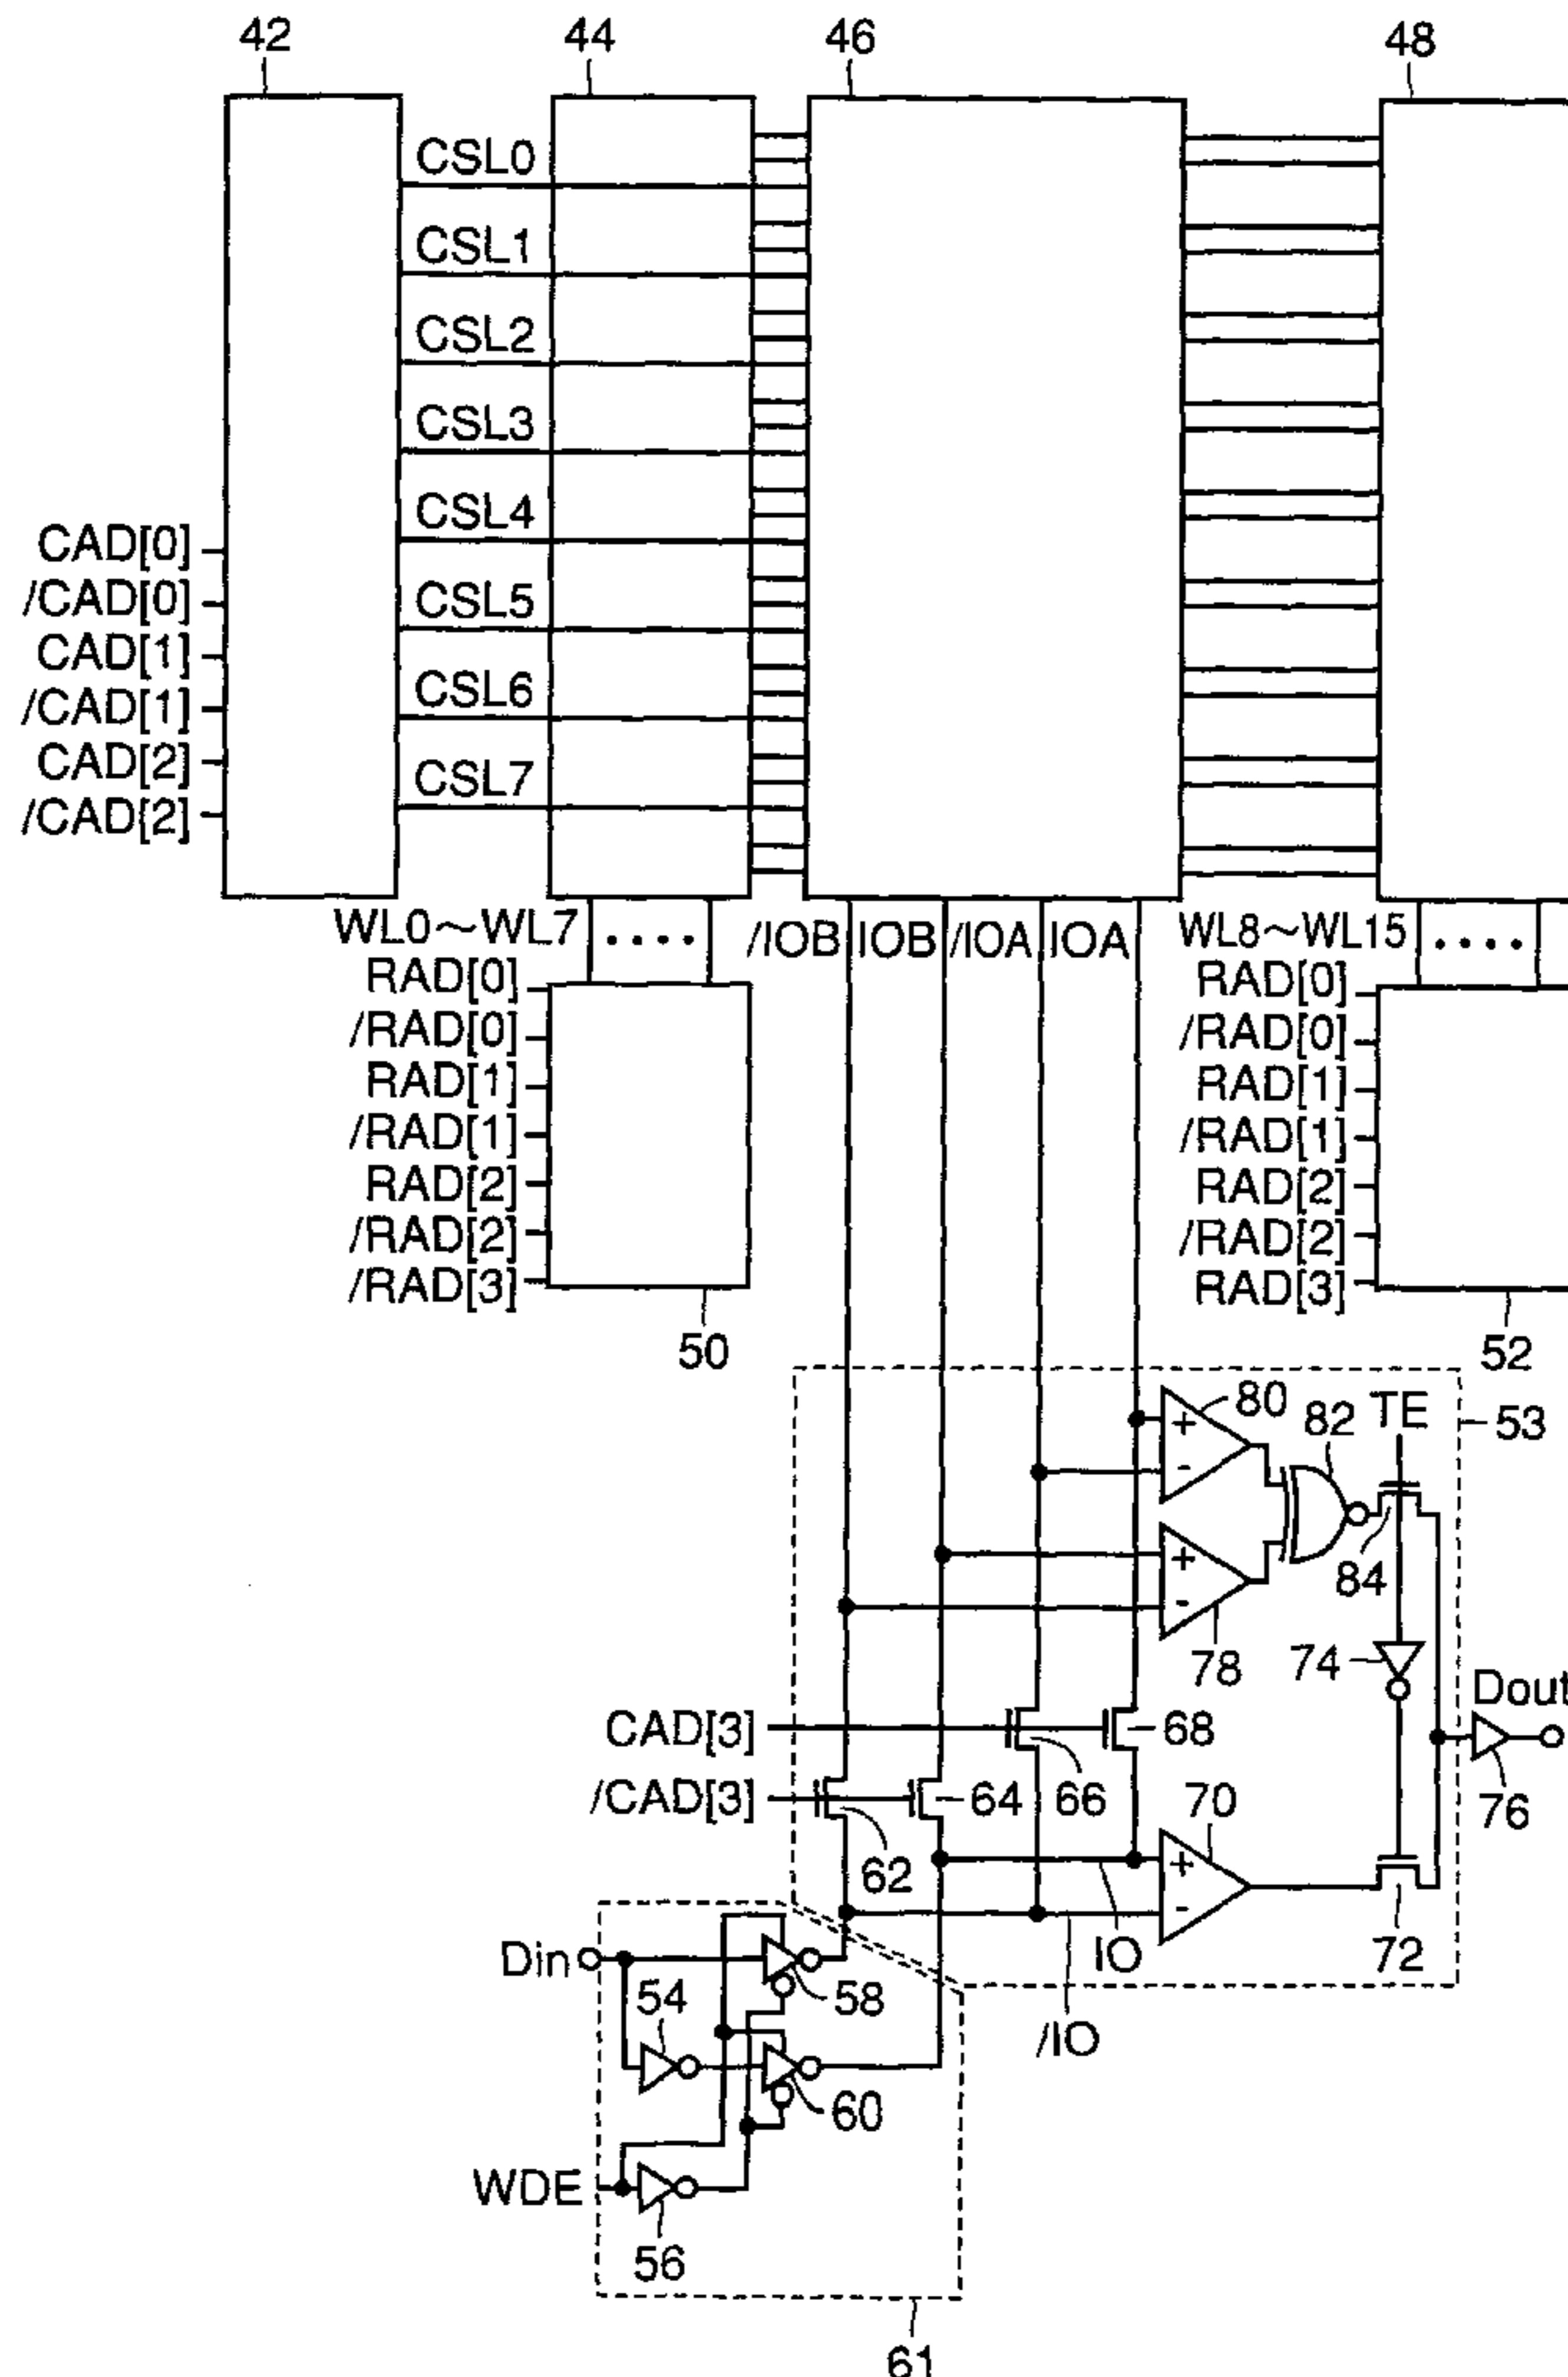 42 44 46 48
CSL0
CSL1
CSL2
CSL3
CSL4
CSL5
CSL6
CSL7
CAD[0]
/CAD[0]
CAD[1]
/CAD[1]
CAD[2]
/CAD[2]
WL0~WL7 /IOB IOB /IOA IOA WL8~WL15
RAD[0]
/RAD[0]
RAD[1]
/RAD[1]
RAD[2]
/RAD[2]
/RAD[3]
50
RAD[0]
/RAD[0]
RAD[1]
/RAD[1]
RAD[2]
/RAD[2]
RAD[3]
52
80 82 TE 53
+
-
84
+
-
78 74
Dout
CAD[3] 66 68
/CAD[3] 62 64 70 76
+
-
IO 72
/IO
Din 54 58
60
WDE
56
61